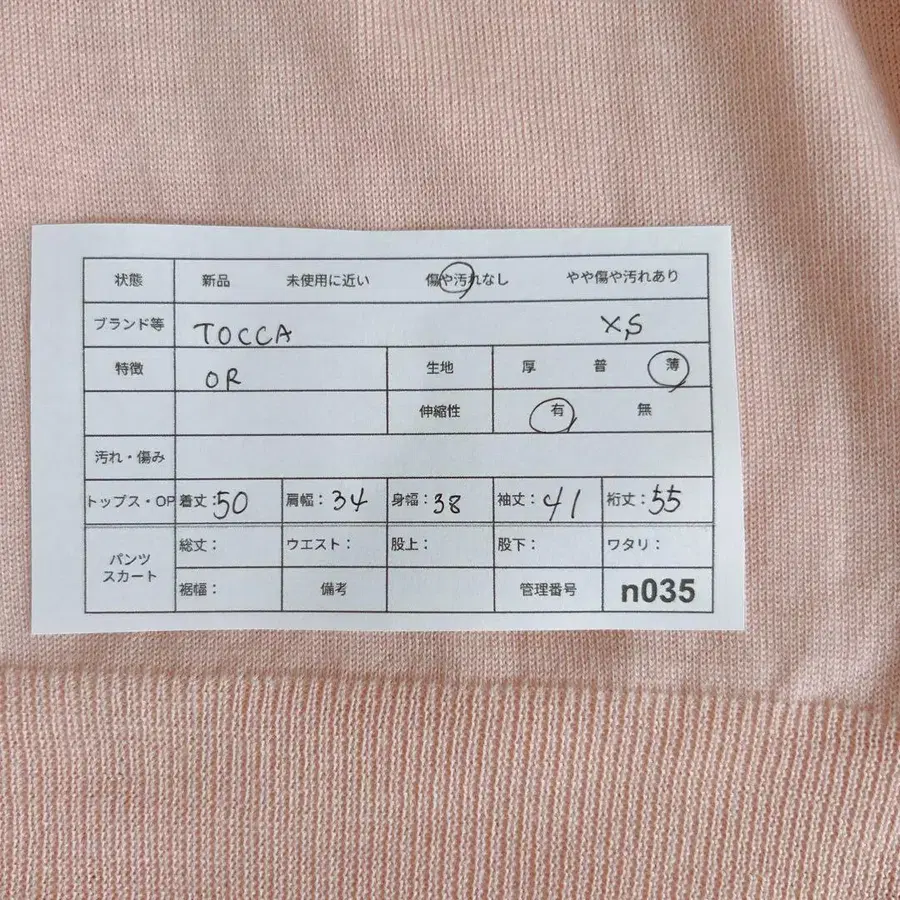 状態 新品 未使用に近い 傷や汚れなし やや傷や汚れあり
ブランド等 TOCCA XS
特徴 OR 生地 厚 普 薄
伸縮性 有 無
汚れ・傷み
トップス・OP 着丈：50 肩幅：34 身幅：38 袖丈：41 裄丈：55
パンツ スカート 総丈： ウエスト： 股上： 股下： ワタリ：
裾幅： 備考 管理番号 n035